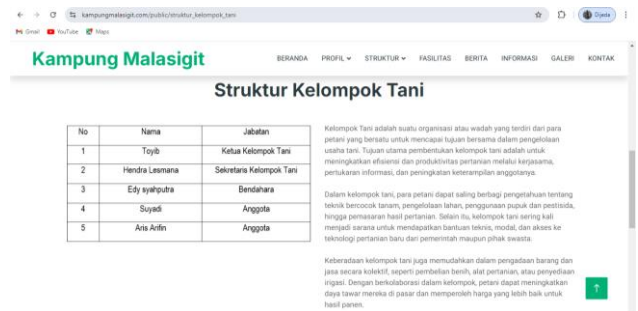 kampungmalasigit.com/public/struktur_kelompok_tani
Dijeda
Gmail YouTube Maps
Kampung Malasigit
BERANDA PROFIL STRUKTUR FASILITAS BERITA INFORMASI GALERI KONTAK
Struktur Kelompok Tani
No Nama Jabatan
1 Toyib Ketua Kelompok Tani
2 Hendra Lesmana Sekretaris Kelompok Tani
3 Edy syahputra Bendahara
4 Suyadi Anggota
5 Aris Arifin Anggota
Kelompok Tani adalah suatu organisasi atau wadah yang terdiri dari para
petani yang bersatu untuk mencapai tujuan bersama dalam pengelolaan
usaha tani. Tujuan utama pembentukan kelompok tani adalah untuk
meningkatkan efisiensi dan produktivitas pertanian melalui kerjasama,
pertukaran informasi, dan peningkatan keterampilan anggotanya.
Dalam kelompok tani, para petani dapat saling berbagi pengetahuan tentang
teknik bercocok tanam, pengelolaan lahan, penggunaan pupuk dan pestisida,
hingga pemasaran hasil pertanian. Selain itu, kelompok tani sering kali
menjadi sarana untuk mendapatkan bantuan teknis, modal, dan akses ke
teknologi pertanian baru dari pemerintah maupun pihak swasta.
Keberadaan kelompok tani juga memudahkan dalam pengadaan barang dan
jasa secara kolektif, seperti pembelian benih, alat pertanian, atau penyediaan
irigasi. Dengan berkolaborasi dalam kelompok, petani dapat meningkatkan
daya tawar mereka di pasar dan memperoleh harga yang lebih baik untuk
hasil panen.